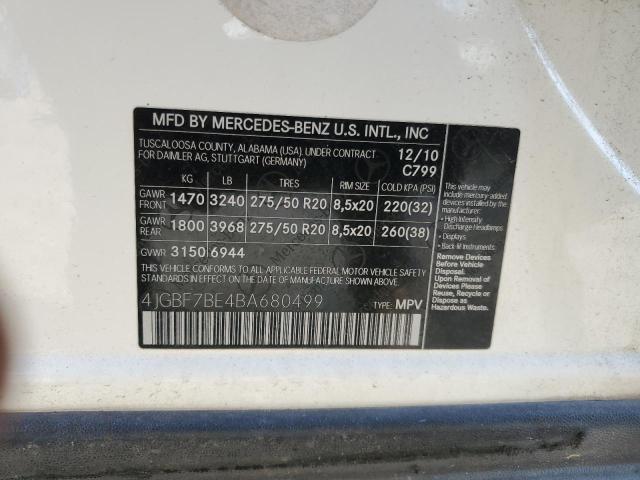 MFD BY MERCEDES-BENZ U.S. INTL., INC
TUSCALOOSA COUNTY, ALABAMA (USA), UNDER CONTRACT
FOR DAIMLER AG, STUTTGART (GERMANY)
12/10
C799
KG LB TIRES RIM SIZE COLD KPA (PSI)
GAWR FRONT 1470 3240 275/50 R20 8,5x20 220(32)
GAWR REAR 1800 3968 275/50 R20 8,5x20 260(38)
GVWR 3150 6944
THIS VEHICLE CONFORMS TO ALL APPLICABLE FEDERAL MOTOR VEHICLE SAFETY
AND THEFT PREVENTION STANDARDS IN EFFECT ON THE DATE OF MANUFACTURE SHOWN ABOVE.
4JGBF7BE4BA680499
TYPE: MPV
This vehicle may
include mercury-added
devices installed by the
manufacturer:
- High Intensity
Discharge Headlamps
- Displays
- Back-lit Instruments.
Remove Devices Before
Vehicle Disposal.
Upon Removal of
Devices Please
Reuse, Recycle
or Dispose as
Hazardous Waste.